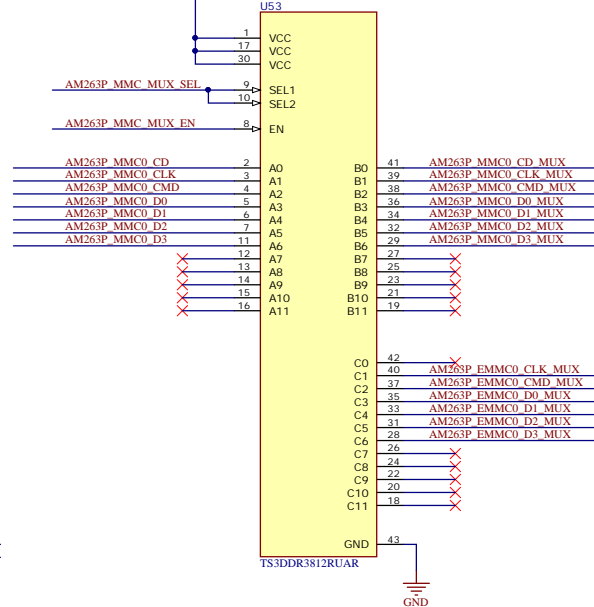 U53
1 VCC
17 VCC
30 VCC
AM263P_MMC_MUX_SEL 9 SEL1
10 SEL2
AM263P_MMC_MUX_EN 8 EN
AM263P_MMC0_CD 2 A0 B0 41 AM263P_MMC0_CD_MUX
AM263P_MMC0_CLK 3 A1 B1 39 AM263P_MMC0_CLK_MUX
AM263P_MMC0_CMD 4 A2 B2 38 AM263P_MMC0_CMD_MUX
AM263P_MMC0_D0 5 A3 B3 36 AM263P_MMC0_D0_MUX
AM263P_MMC0_D1 6 A4 B4 34 AM263P_MMC0_D1_MUX
AM263P_MMC0_D2 7 A5 B5 32 AM263P_MMC0_D2_MUX
AM263P_MMC0_D3 11 A6 B6 29 AM263P_MMC0_D3_MUX
12 A7 B7 27
13 A8 B8 25
14 A9 B9 23
15 A10 B10 21
16 A11 B11 19
C0 42
C1 40 AM263P_EMMC0_CLK_MUX
C2 37 AM263P_EMMC0_CMD_MUX
C3 35 AM263P_EMMC0_D0_MUX
C4 33 AM263P_EMMC0_D1_MUX
C5 31 AM263P_EMMC0_D2_MUX
C6 28 AM263P_EMMC0_D3_MUX
C7 26
C8 24
C9 22
C10 20
C11 18
GND 43
TS3DDR3812RUAR
GND